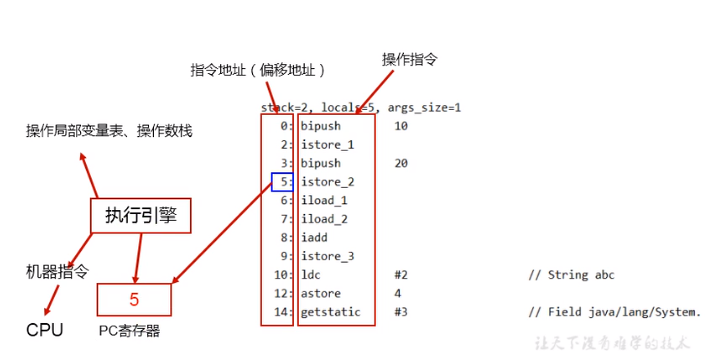 指令地址（偏移地址）
操作指令
stack=2, locals=5, args_size=1
0: bipush 10
2: istore_1
3: bipush 20
5: istore_2
6: iload_1
7: iload_2
8: iadd
9: istore_3
10: ldc #2 // String abc
12: astore 4
14: getstatic #3 // Field java/lang/System.
操作局部变量表、操作数栈
执行引擎
机器指令
5
CPU
PC寄存器
让天下没有难学的技术